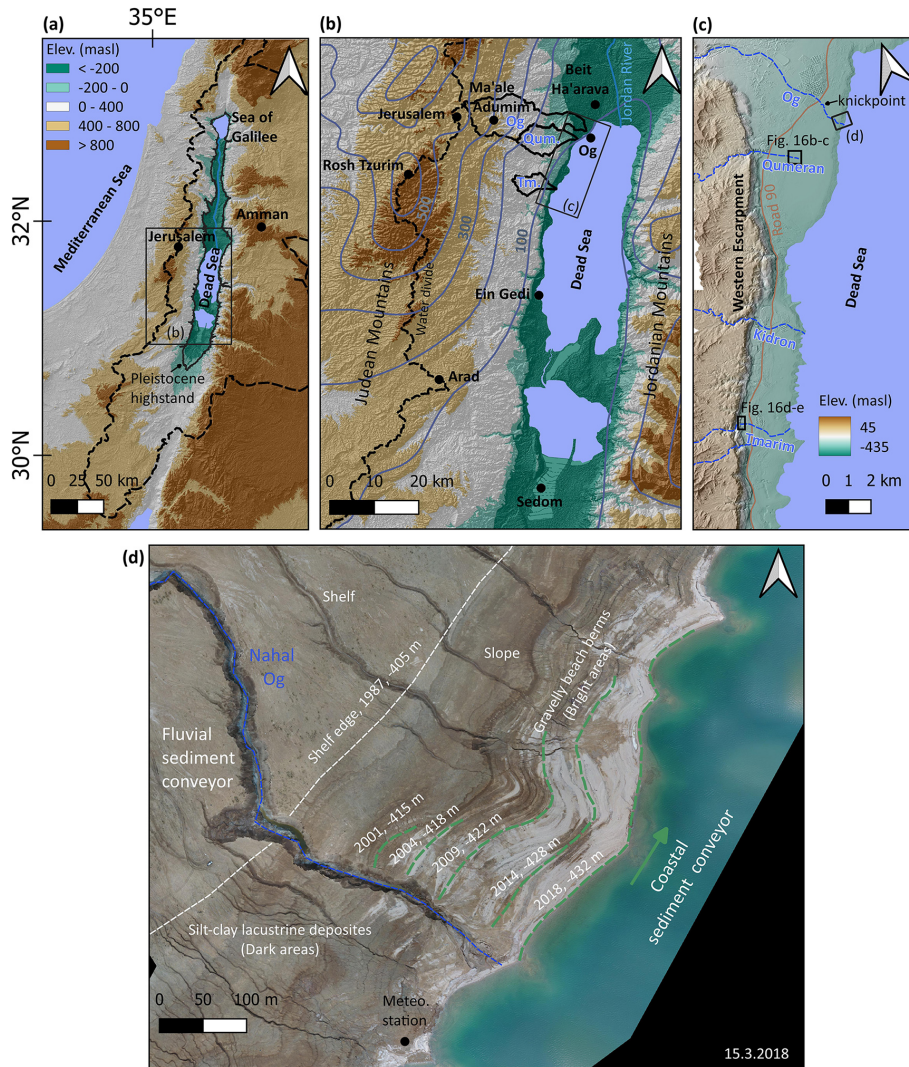 (a)
35°E
Elev. (masl)
< -200
-200 - 0
0 - 400
400 - 800
> 800
Sea of
Galilee
Mediterranean Sea
32°N
Amman
Jerusalem
Dead Sea
(b)
Pleistocene
highstand
30°N
0 25 50 km
(b)
Ma'ale
Adumim
Beit
Ha'arava
Jordan River
Jerusalem
Og
Qum.
Og
Rosh Tzurim
Tm.
(c)
500
300
100
Water divide
Judean Mountains
Dead Sea
Ein Gedi
Jordanian Mountains
Arad
0 10 20 km
Sedom
(c)
Og
knickpoint
(d)
Fig. 16b-c
Qumeran
Road 90
Western Escarpment
Dead Sea
Kidron
Fig. 16d-e
Tmarim
Elev. (masl)
45
-435
0 1 2 km
(d)
Shelf
Nahal
Og
Slope
Shelf edge, 1987, -405 m
Gravelly beach berms
(Bright areas)
Fluvial
sediment
conveyor
2001, -415 m
2004, -418 m
2009, -422 m
2014, -428 m
2018, -432 m
Coastal
sediment conveyor
Silt-clay lacustrine deposites
(Dark areas)
0 50 100 m
Meteo.
station
15.3.2018